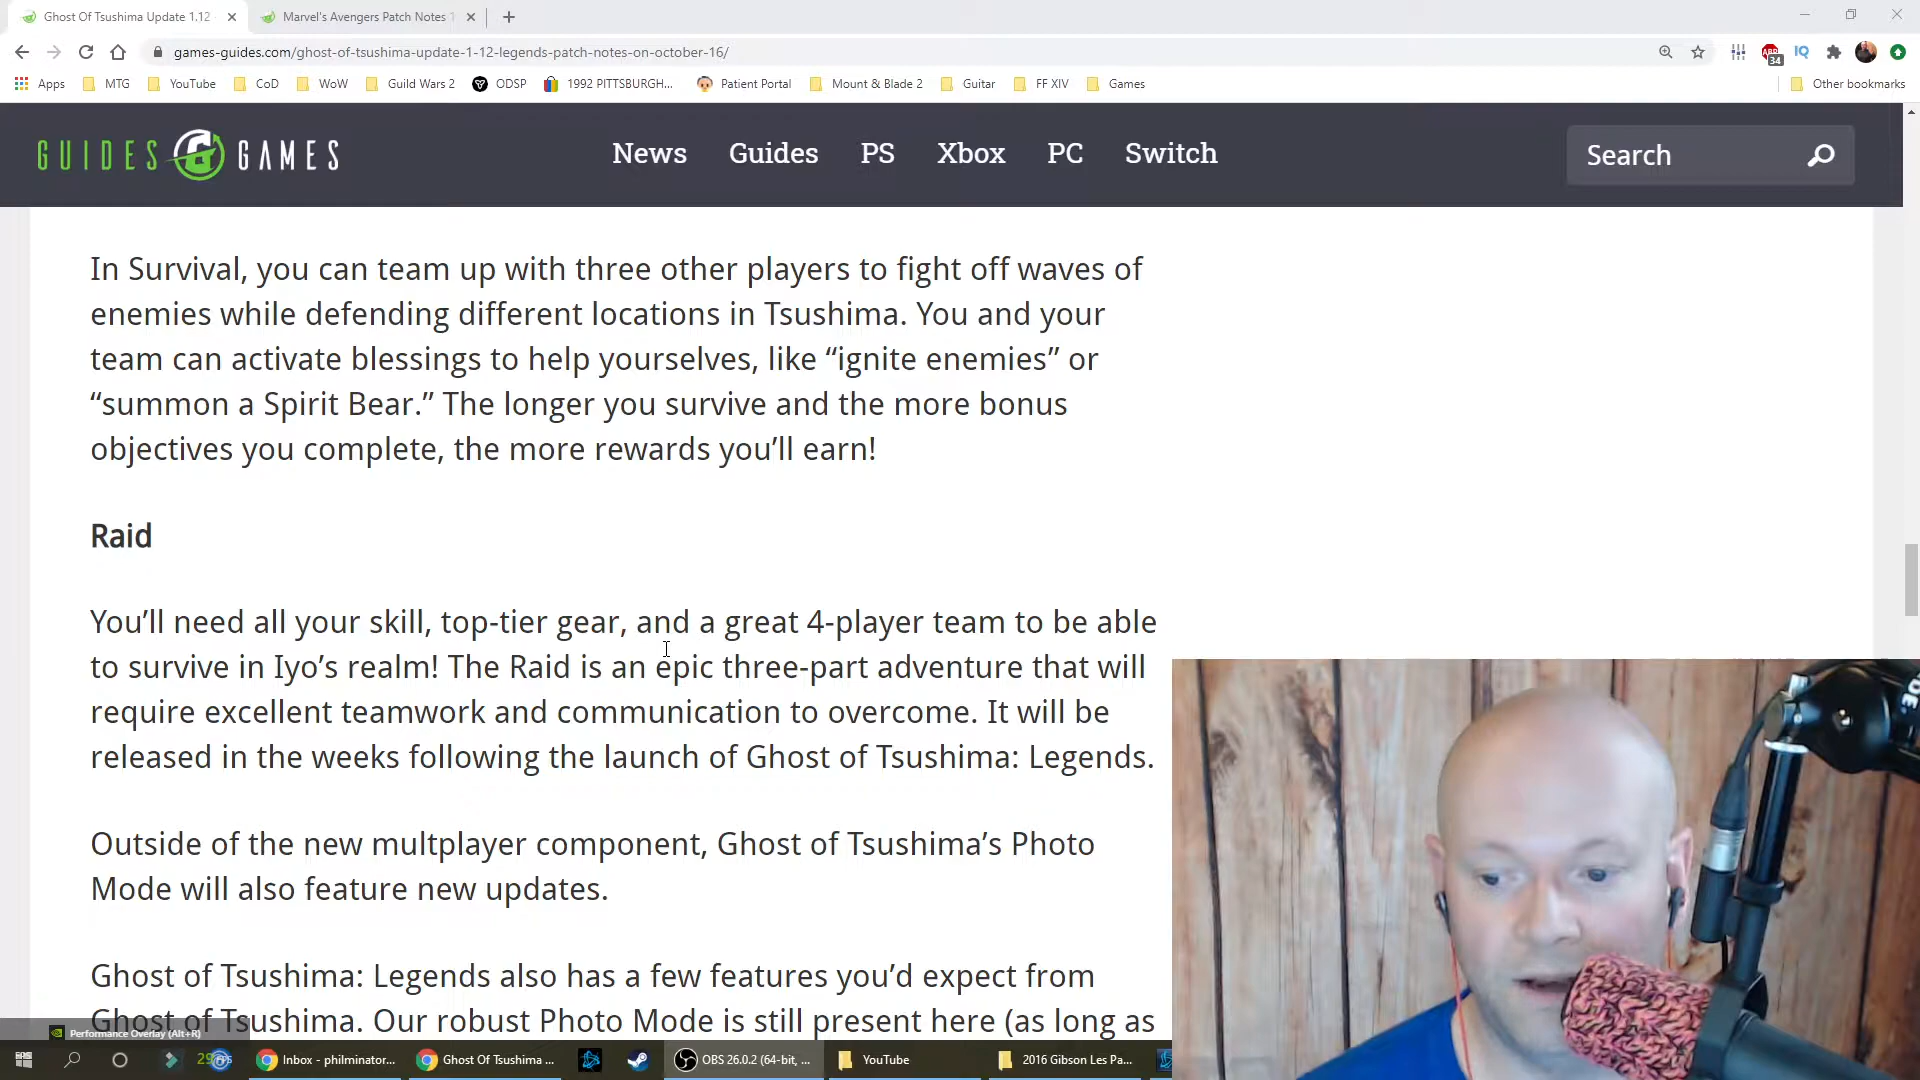 Ghost Of Tsushima Update 1.12
Marvel's Avengers Patch Notes 1
games-guides.com/ghost-of-tsushima-update-1-12-legends-patch-notes-on-october-16/
ABP
34
IQ
Apps
MTG
YouTube
CoD
WoW
Guild Wars 2
ODSP
1992 PITTSBURGH...
Patient Portal
Mount & Blade 2
Guitar
FF XIV
Games
Other bookmarks
GUIDES G GAMES
News
Guides
PS
Xbox
PC
Switch
Search
In Survival, you can team up with three other players to fight off waves of
enemies while defending different locations in Tsushima. You and your
team can activate blessings to help yourselves, like “ignite enemies” or
“summon a Spirit Bear.” The longer you survive and the more bonus
objectives you complete, the more rewards you’ll earn!
Raid
You’ll need all your skill, top-tier gear, and a great 4-player team to be able
to survive in Iyo’s realm! The Raid is an epic three-part adventure that will
require excellent teamwork and communication to overcome. It will be
released in the weeks following the launch of Ghost of Tsushima: Legends.
Outside of the new multplayer component, Ghost of Tsushima’s Photo
Mode will also feature new updates.
Ghost of Tsushima: Legends also has a few features you’d expect from
Ghost of Tsushima. Our robust Photo Mode is still present here (as long as
Performance Overlay (Alt+R)
Inbox - philminator...
Ghost Of Tsushima ...
OBS 26.0.2 (64-bit, ...
YouTube
2016 Gibson Les Pa...